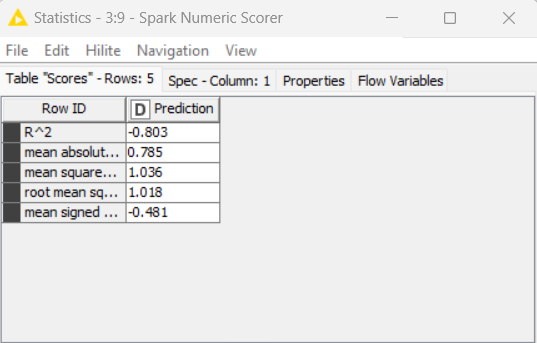 Statistics - 3:9 - Spark Numeric Scorer
File Edit Hilite Navigation View
Table "Scores" - Rows: 5 Spec - Column: 1 Properties Flow Variables
Row ID D Prediction
R^2 -0.803
mean absolut... 0.785
mean square... 1.036
root mean sq... 1.018
mean signed ... -0.481